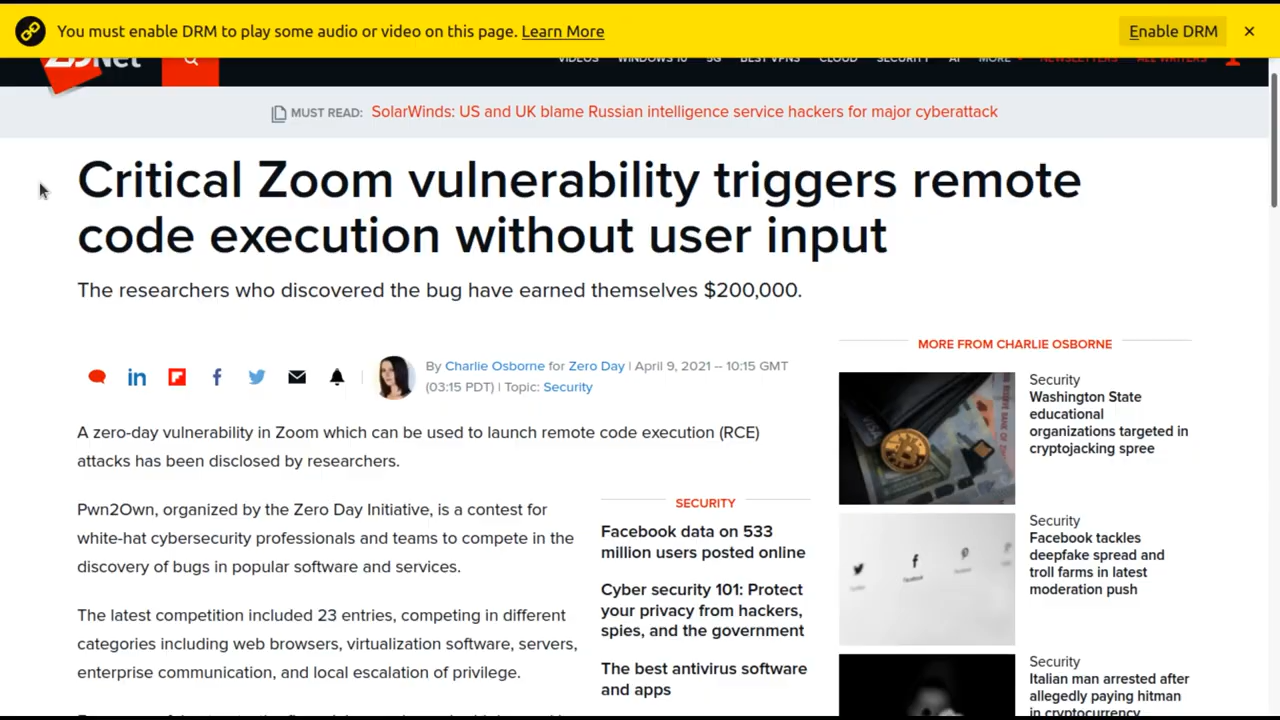 You must enable DRM to play some audio or video on this page. Learn More
Enable DRM
VIDEOS WINDOWS 10 5G BEST VPNS CLOUD SECURITY AI MORE NEWSLETTERS ALL WRITERS
MUST READ: SolarWinds: US and UK blame Russian intelligence service hackers for major cyberattack
Critical Zoom vulnerability triggers remote
code execution without user input
The researchers who discovered the bug have earned themselves $200,000.
By Charlie Osborne for Zero Day | April 9, 2021 -- 10:15 GMT
(03:15 PDT) | Topic: Security
A zero-day vulnerability in Zoom which can be used to launch remote code execution (RCE)
attacks has been disclosed by researchers.
Pwn2Own, organized by the Zero Day Initiative, is a contest for
white-hat cybersecurity professionals and teams to compete in the
discovery of bugs in popular software and services.
The latest competition included 23 entries, competing in different
categories including web browsers, virtualization software, servers,
enterprise communication, and local escalation of privilege.
SECURITY
Facebook data on 533
million users posted online
Cyber security 101: Protect
your privacy from hackers,
spies, and the government
The best antivirus software
and apps
MORE FROM CHARLIE OSBORNE
Security
Washington State
educational
organizations targeted in
cryptojacking spree
Security
Facebook tackles
deepfake spread and
troll farms in latest
moderation push
Security
Italian man arrested after
allegedly paying hitman
in cryptocurrency